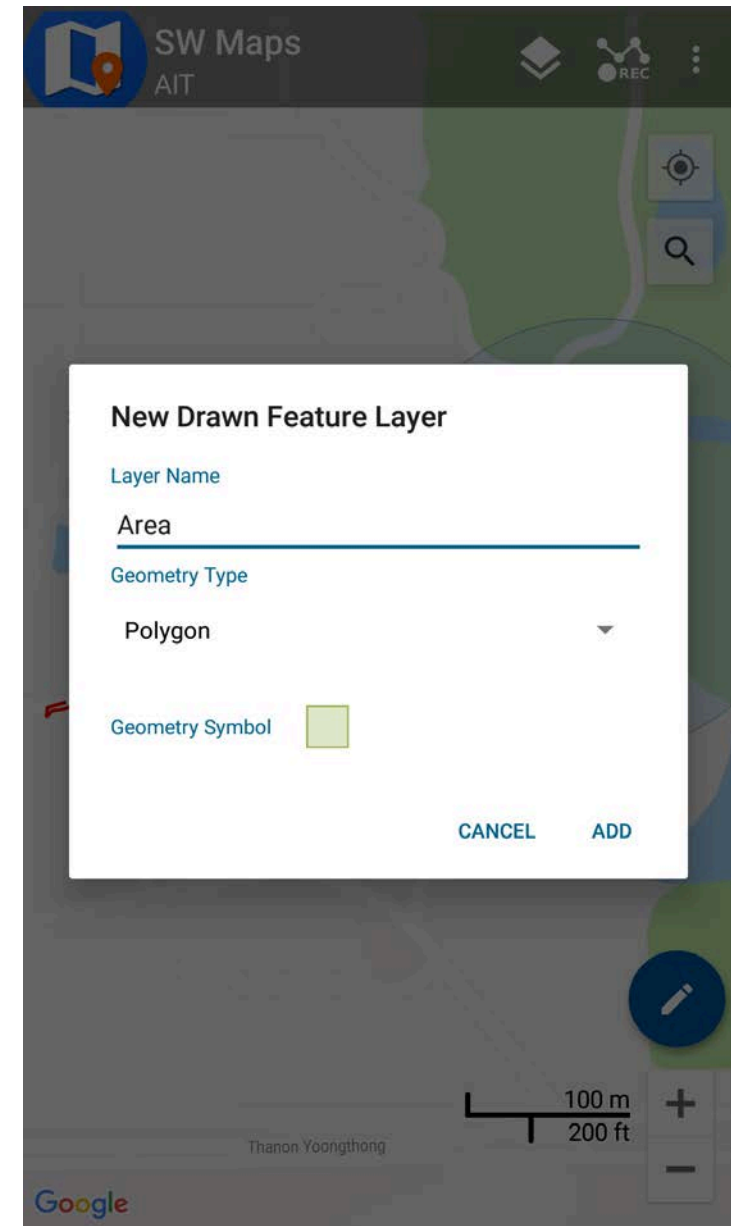 SW Maps
AIT
REC
New Drawn Feature Layer
Layer Name
Area
Geometry Type
Polygon
Geometry Symbol
CANCEL ADD
100 m
200 ft
Thanon Yoongthong
Google